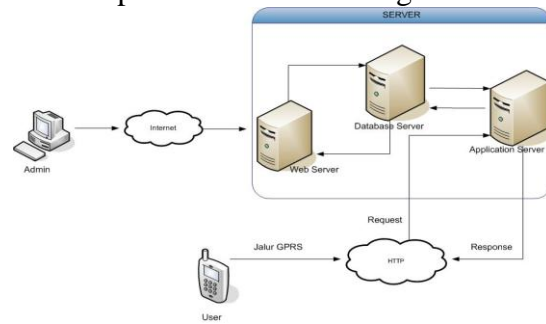 SERVER
Internet
Database Server
Admin
Web Server
Application Server
Request
Jalur GPRS
HTTP
Response
User